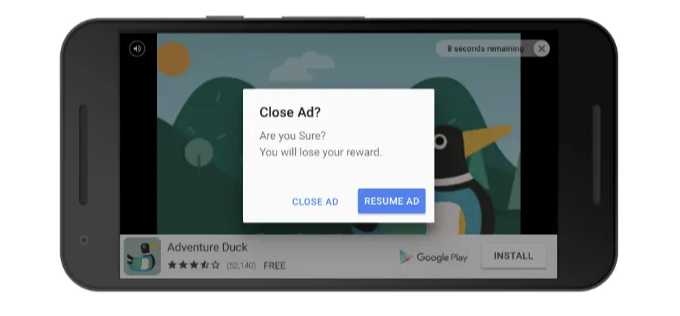 8 seconds remaining
Close Ad?
Are you Sure?
You will lose your reward.
CLOSE AD
RESUME AD
Adventure Duck
(52,140) FREE
Google Play
INSTALL